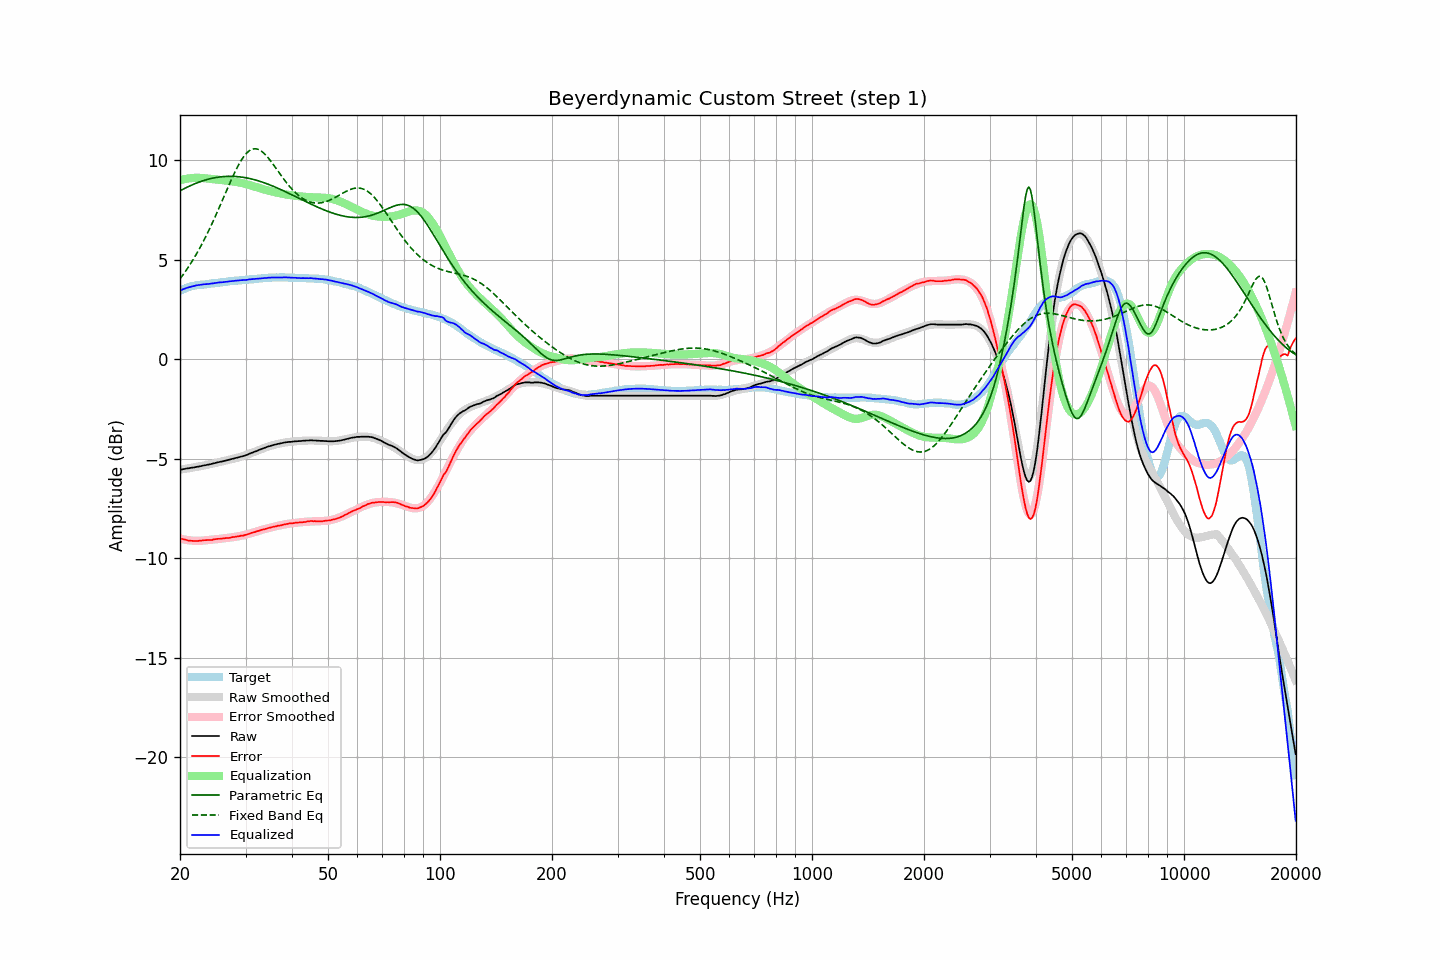 Beyerdynamic Custom Street (step 1)
Amplitude (dBr)
10
5
0
−5
−10
−15
−20
Target
Raw Smoothed
Error Smoothed
Raw
Error
Equalization
Parametric Eq
Fixed Band Eq
Equalized
20 50 100 200 500 1000 2000 5000 10000 20000
Frequency (Hz)